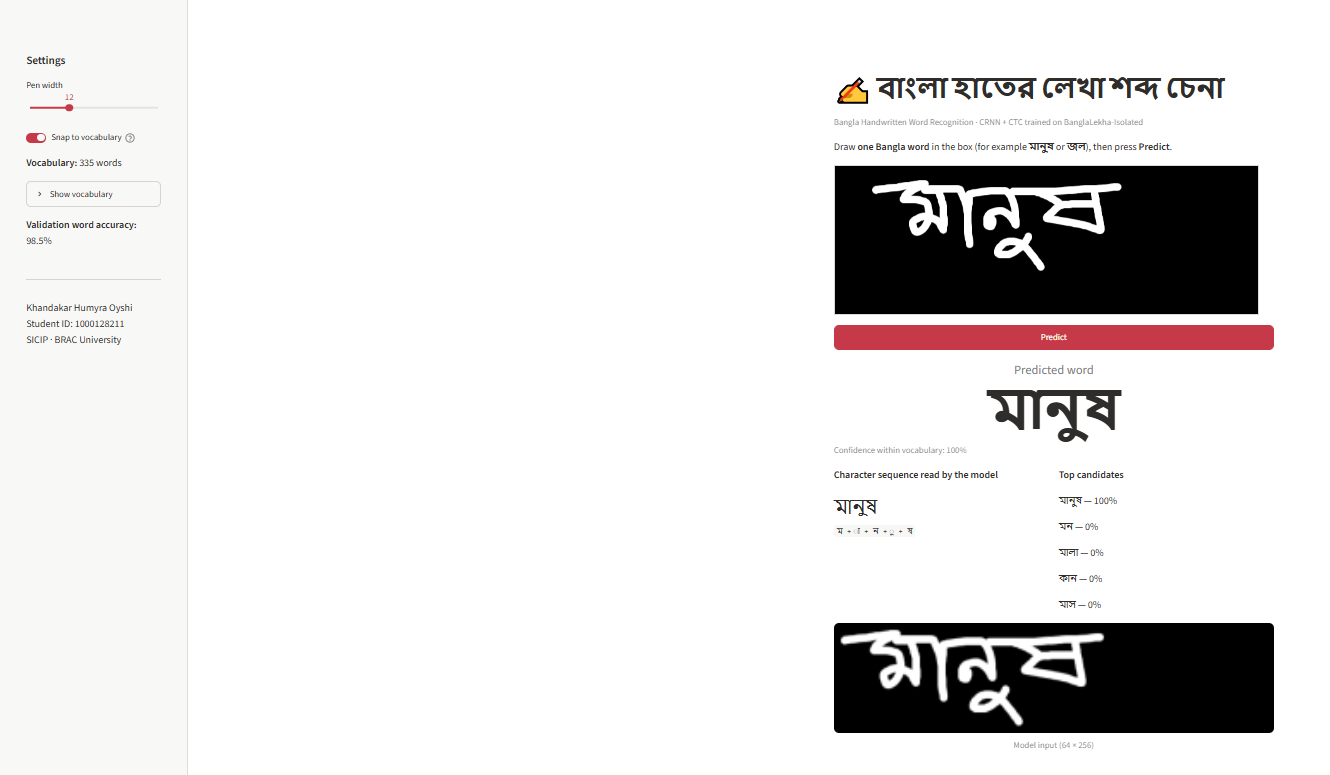 Settings
Pen width
12
Snap to vocabulary ?
Vocabulary: 335 words
> Show vocabulary
Validation word accuracy:
98.5%
Khandakar Humyra Oyshi
Student ID: 1000128211
SICIP · BRAC University
✍️ বাংলা হাতের লেখা শব্দ চেনা
Bangla Handwritten Word Recognition · CRNN + CTC trained on BanglaLekha-Isolated
Draw one Bangla word in the box (for example মানুষ or জল), then press Predict.
মানুষ
Predict
Predicted word
মানুষ
Confidence within vocabulary: 100%
Character sequence read by the model
মানুষ
ম + া + ন + ু + ষ
Top candidates
মানুষ — 100%
মন — 0%
মালা — 0%
কান — 0%
মাস — 0%
মানুষ
Model input (64 × 256)